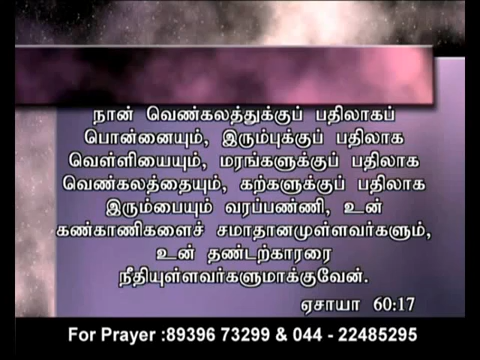 நான் வெண்கலத்துக்குப் பதிலாகப்
பொன்னையும், இரும்புக்குப் பதிலாக
வெள்ளியையும், மரங்களுக்குப் பதிலாக
வெண்கலத்தையும், கற்களுக்குப் பதிலாக
இரும்பையும் வரப்பண்ணி, உன்
கண்காணிகளைச் சமாதானமுள்ளவர்களும்,
உன் தண்டற்காரரை
நீதியுள்ளவர்களுமாக்குவேன்.
ஏசாயா 60:17
For Prayer :89396 73299 & 044 - 22485295